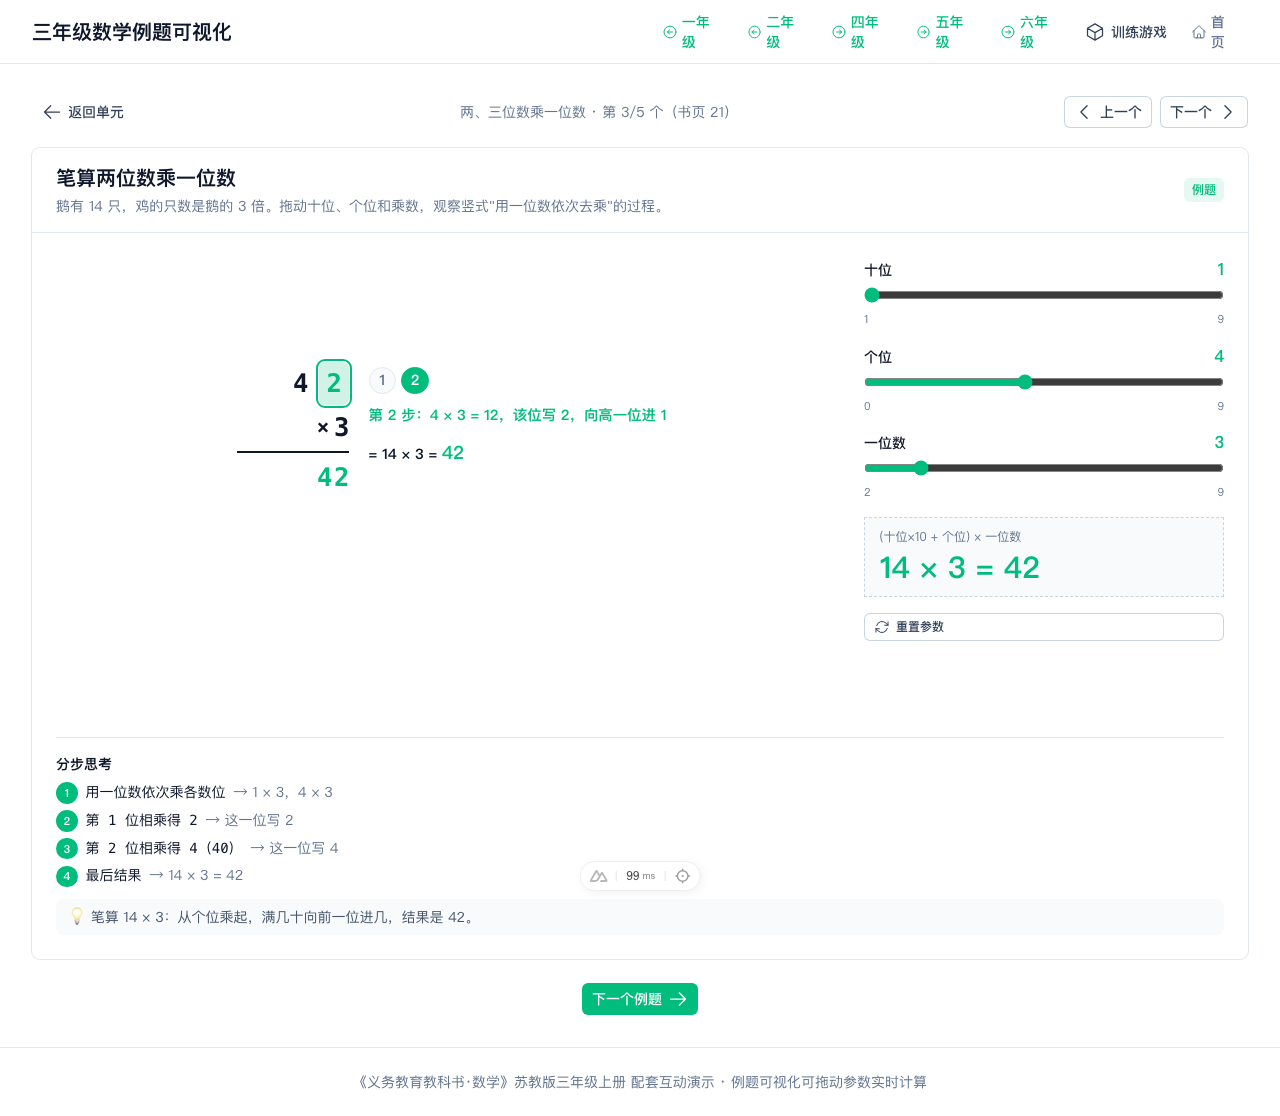 三年级数学例题可视化
一年级
二年级
四年级
五年级
六年级
训练游戏
首页
返回单元
两、三位数乘一位数 · 第 3/5 个（书页 21）
上一个
下一个
笔算两位数乘一位数
鹅有 14 只，鸡的只数是鹅的 3 倍。拖动十位、个位和乘数，观察竖式"用一位数依次去乘"的过程。
例题
4 2
× 3
42
1 2
第 2 步：4 × 3 = 12，该位写 2，向高一位进 1
= 14 × 3 = 42
十位 1
1 9
个位 4
0 9
一位数 3
2 9
(十位×10 + 个位) × 一位数
14 × 3 = 42
重置参数
分步思考
1 用一位数依次乘各数位 → 1 × 3，4 × 3
2 第 1 位相乘得 2 → 这一位写 2
3 第 2 位相乘得 4（40） → 这一位写 4
4 最后结果 → 14 × 3 = 42
99 ms
💡 笔算 14 × 3：从个位乘起，满几十向前一位进几，结果是 42。
下一个例题 →
《义务教育教科书·数学》苏教版三年级上册 配套互动演示 · 例题可视化可拖动参数实时计算